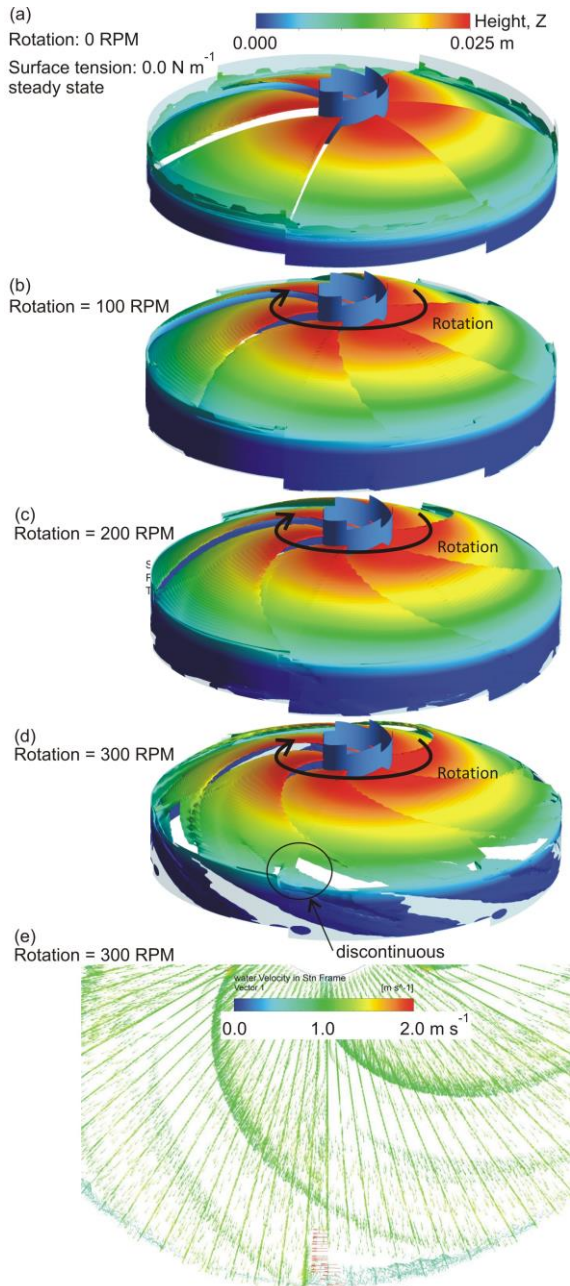 (a)
Rotation: 0 RPM
Surface tension: 0.0 N m⁻¹
steady state
Height, Z
0.000
0.025 m
(b)
Rotation = 100 RPM
Rotation
(c)
Rotation = 200 RPM
Rotation
S
F
T
(d)
Rotation = 300 RPM
Rotation
discontinuous
(e)
Rotation = 300 RPM
water Velocity in Stn Frame
Vector 1
[m s^-1]
0.0
1.0
2.0 m s⁻¹